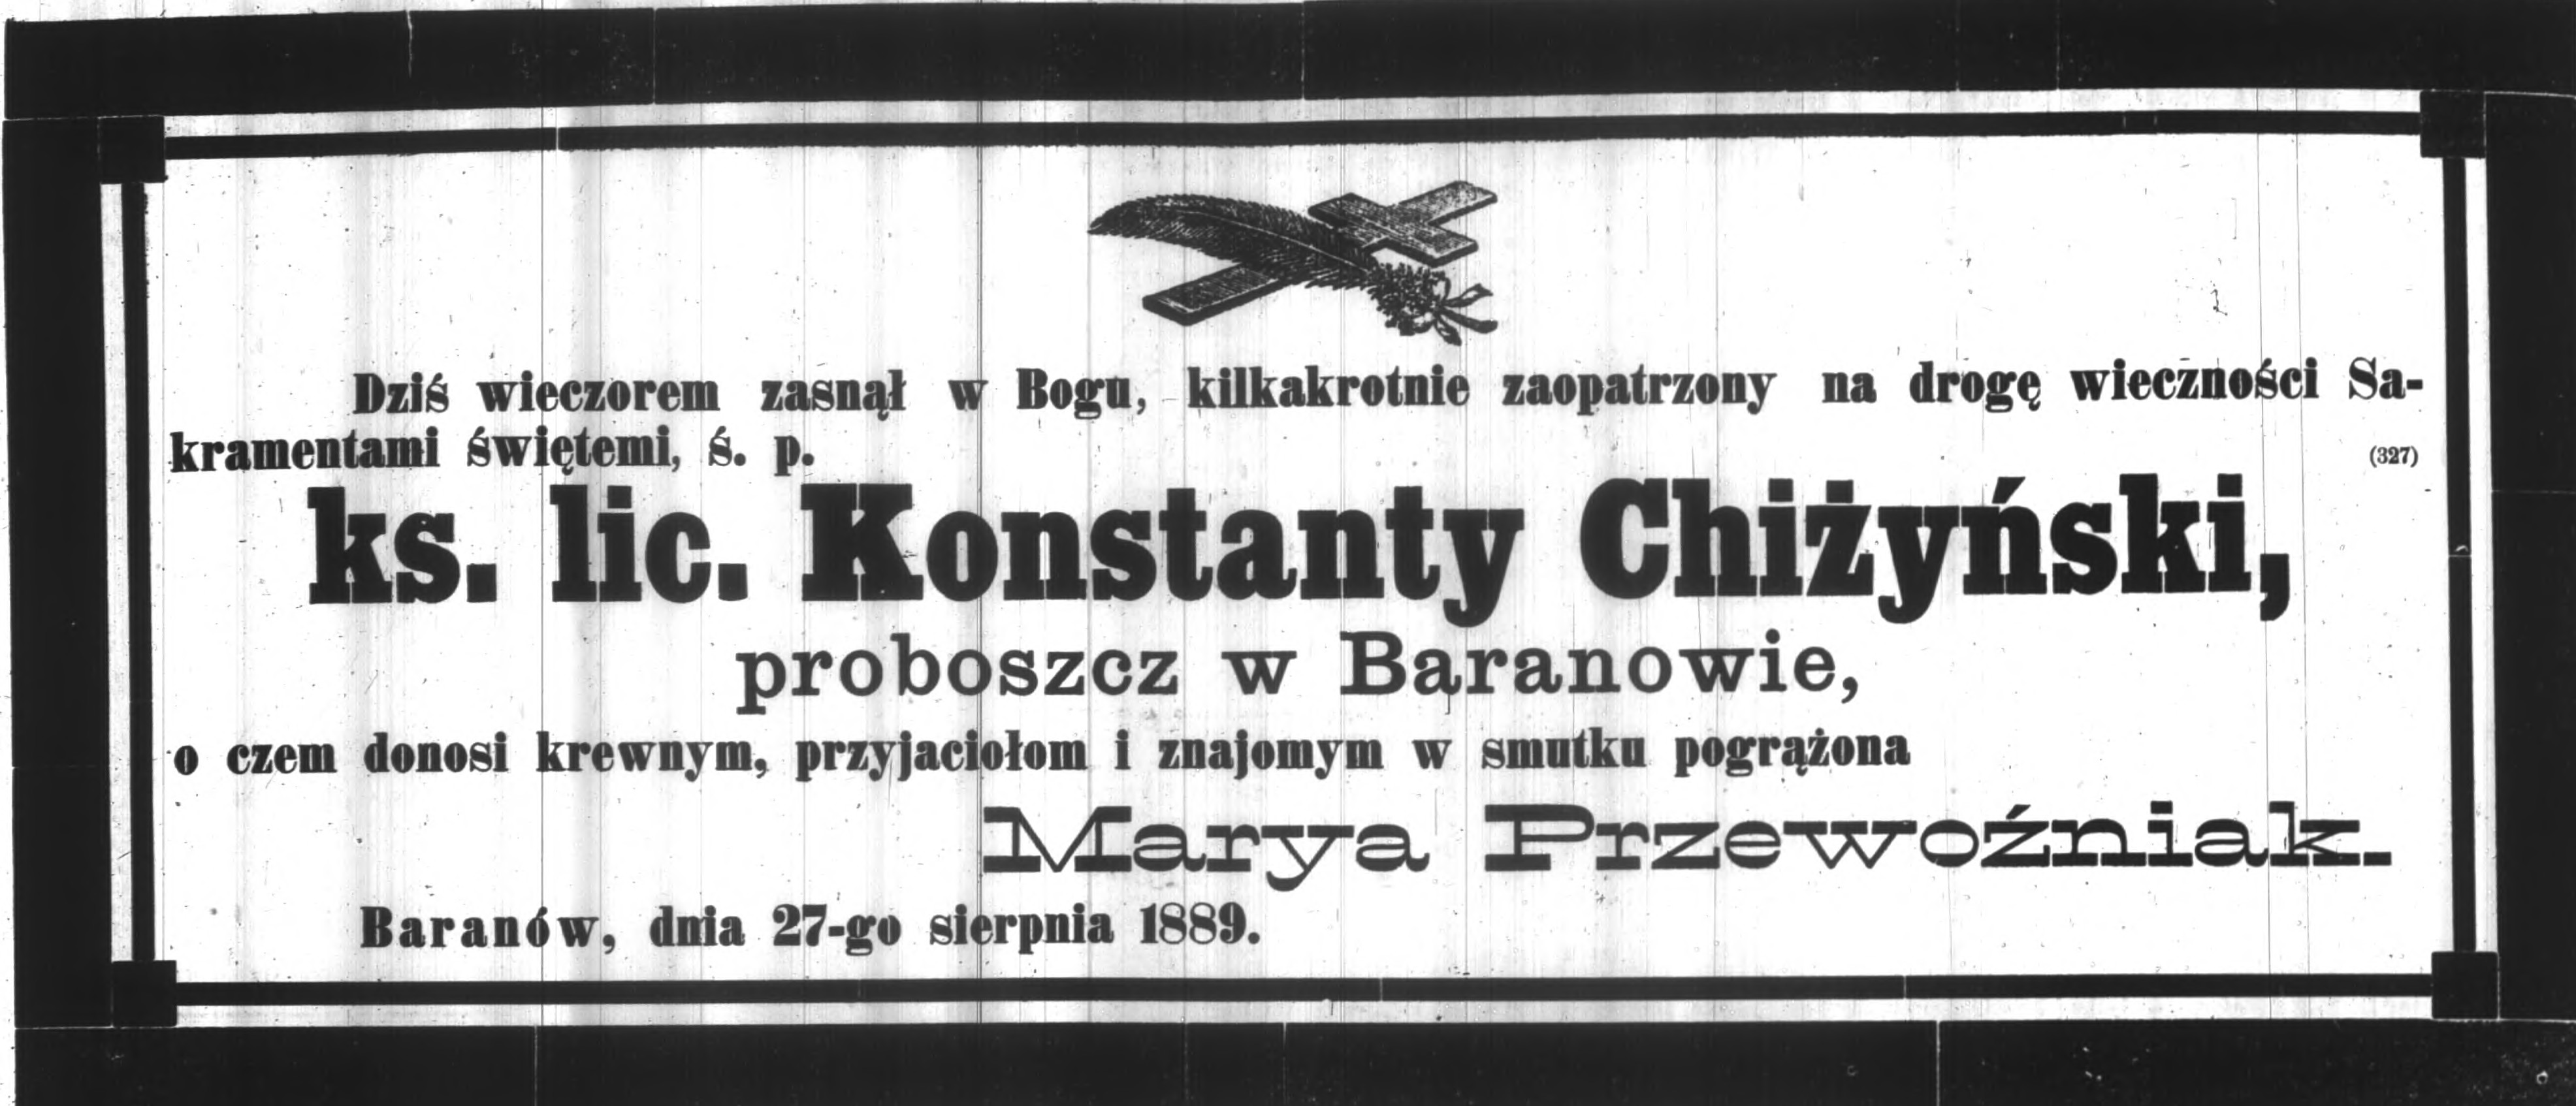 Dziś wieczorem zasnął w Bogu, kilkakrotnie zaopatrzony na drogę wieczności Sa-
kramentami świętemi, ś. p. (327)
ks. lic. Konstanty Chiżyński,
proboszcz w Baranowie,
o czem donosi krewnym, przyjaciołom i znajomym w smutku pogrążona
Marya Przewoźniak.
Baranów, dnia 27-go sierpnia 1889.